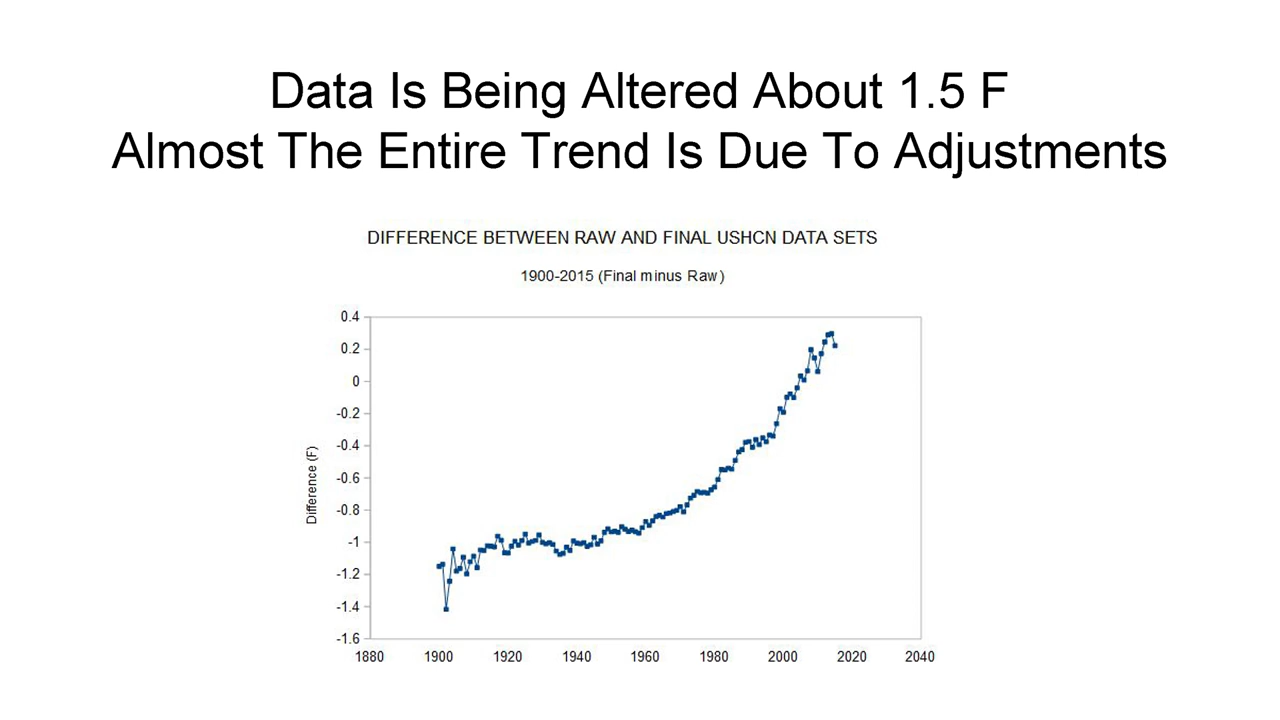 Data Is Being Altered About 1.5 F
Almost The Entire Trend Is Due To Adjustments
DIFFERENCE BETWEEN RAW AND FINAL USHCN DATA SETS
1900-2015 (Final minus Raw)
0.4
0.2
0
-0.2
-0.4
-0.6
-0.8
-1
-1.2
-1.4
-1.6
Difference (F)
1880 1900 1920 1940 1960 1980 2000 2020 2040